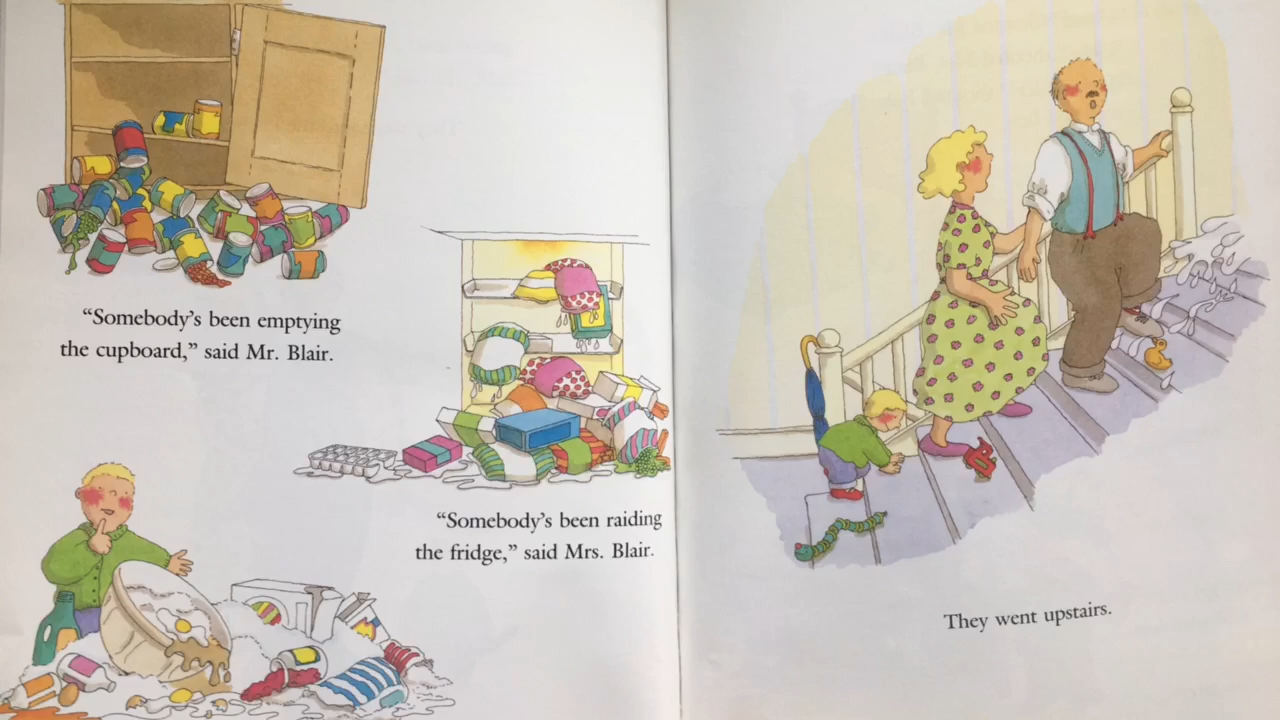 “Somebody’s been emptying
the cupboard,” said Mr. Blair.
“Somebody’s been raiding
the fridge,” said Mrs. Blair.
They went upstairs.